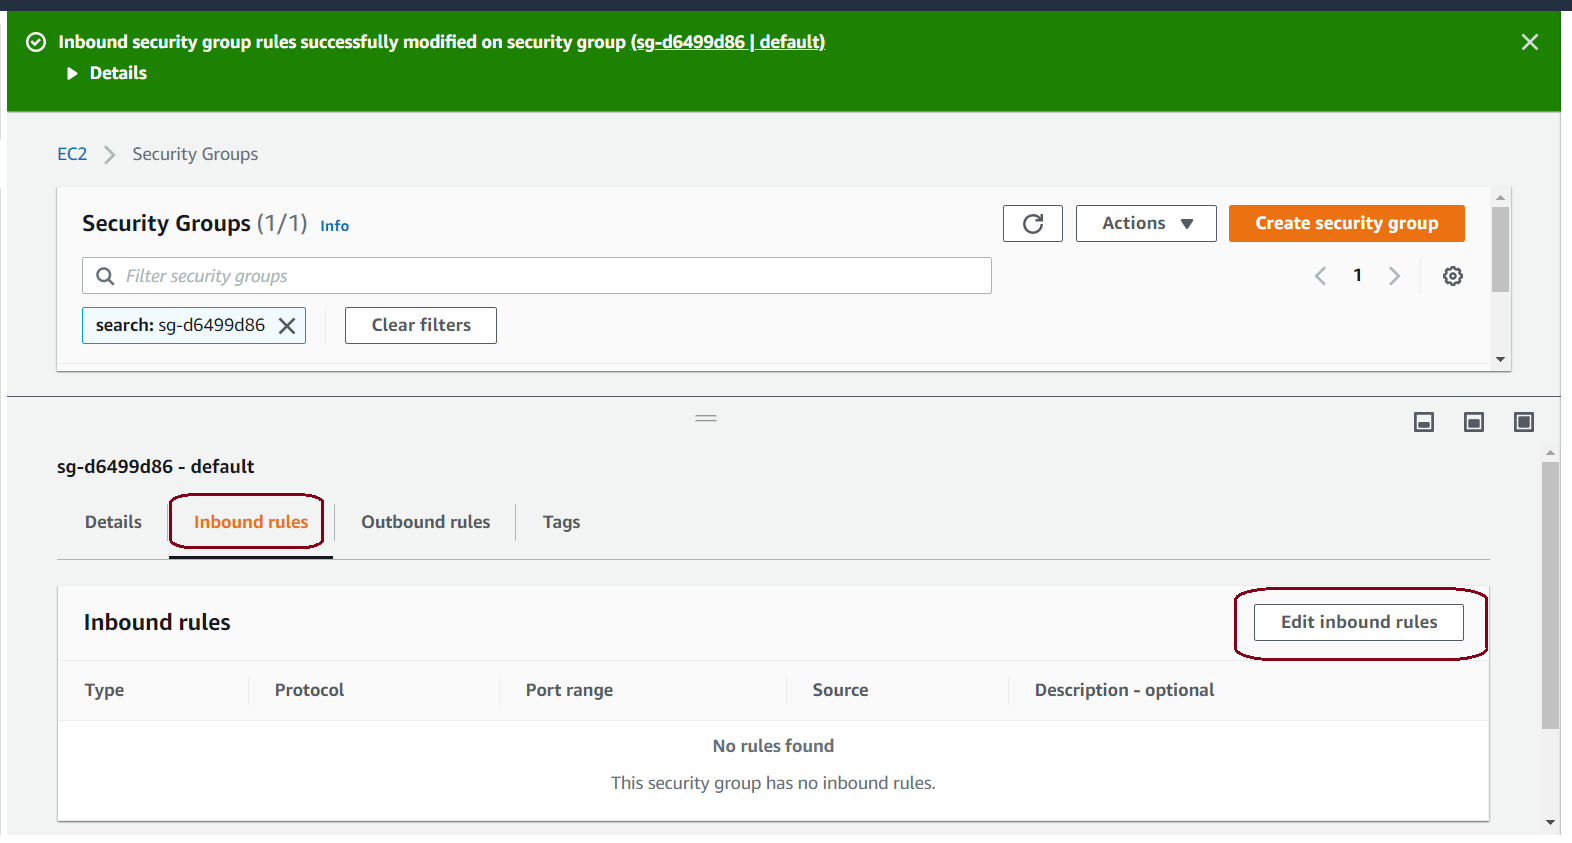 Inbound security group rules successfully modified on security group (sg-d6499d86 | default)
Details
EC2 Security Groups
Security Groups (1/1) Info
Actions
Create security group
Filter security groups
1
search: sg-d6499d86
Clear filters
sg-d6499d86 - default
Details Inbound rules Outbound rules Tags
Inbound rules
Edit inbound rules
Type Protocol Port range Source Description - optional
No rules found
This security group has no inbound rules.